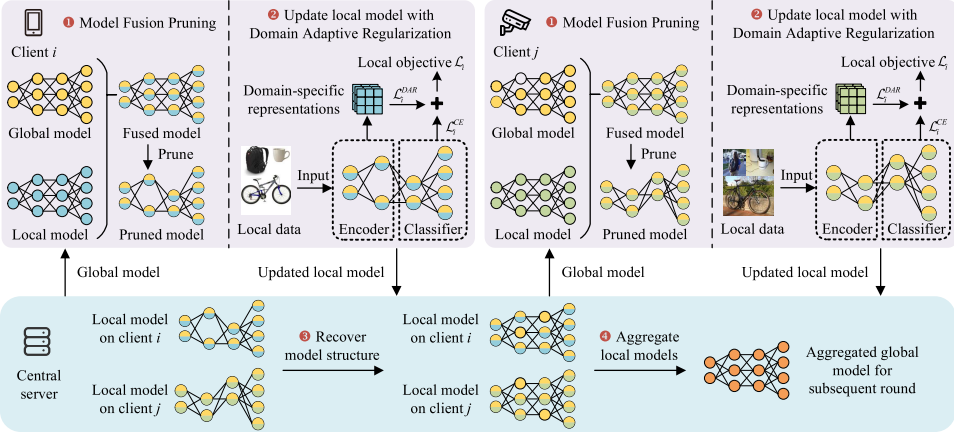 ❶ Model Fusion Pruning
Client i
Global model
Fused model
Prune
Local model
Pruned model
❷ Update local model with
Domain Adaptive Regularization
Local objective ℒᵢ
Domain-specific
representations
ℒᵢᴰᴬᴿ
ℒᵢᶜᴱ
Input
Local data
Encoder
Classifier
❶ Model Fusion Pruning
Client j
Global model
Fused model
Prune
Local model
Pruned model
❷ Update local model with
Domain Adaptive Regularization
Local objective ℒᵢ
Domain-specific
representations
ℒᵢᴰᴬᴿ
ℒᵢᶜᴱ
Input
Local data
Encoder
Classifier
Global model
Updated local model
Global model
Updated local model
Central
server
Local model
on client i
Local model
on client j
❸ Recover
model structure
Local model
on client i
Local model
on client j
❹ Aggregate
local models
Aggregated global
model for
subsequent round